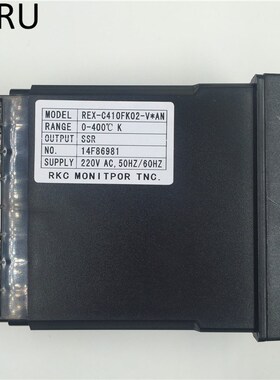 RU
MODEL REX-C410FK02-V*AN
RANGE 0-400℃ K
OUTPUT SSR
NO. 14F86981
SUPPLY 220V AC, 50HZ/60HZ
RKC MONITPOR TNC.